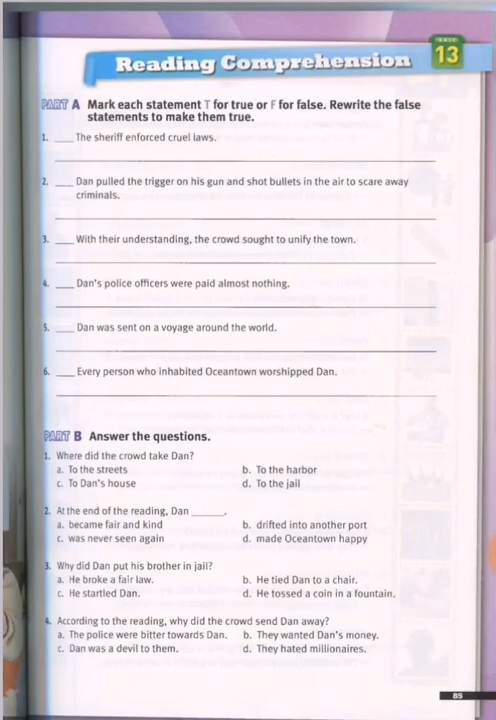 UNIT
13
Reading Comprehension
PART A Mark each statement T for true or F for false. Rewrite the false
statements to make them true.
1. ____ The sheriff enforced cruel laws.
2. ____ Dan pulled the trigger on his gun and shot bullets in the air to scare away
criminals.
3. ____ With their understanding, the crowd sought to unify the town.
4. ____ Dan's police officers were paid almost nothing.
5. ____ Dan was sent on a voyage around the world.
6. ____ Every person who inhabited Oceantown worshipped Dan.
PART B Answer the questions.
1. Where did the crowd take Dan?
a. To the streets b. To the harbor
c. To Dan's house d. To the jail
2. At the end of the reading, Dan ______.
a. became fair and kind b. drifted into another port
c. was never seen again d. made Oceantown happy
3. Why did Dan put his brother in jail?
a. He broke a fair law. b. He tied Dan to a chair.
c. He startled Dan. d. He tossed a coin in a fountain.
4. According to the reading, why did the crowd send Dan away?
a. The police were bitter towards Dan. b. They wanted Dan's money.
c. Dan was a devil to them. d. They hated millionaires.
85